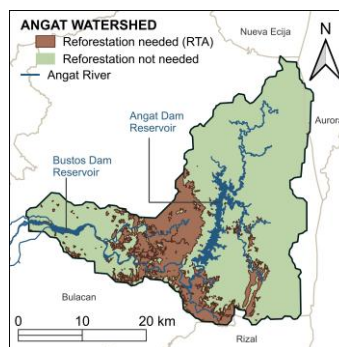 ANGAT WATERSHED
Reforestation needed (RTA)
Reforestation not needed
Angat River
Nueva Ecija
N
Aurora
Angat Dam
Reservoir
Bustos Dam
Reservoir
Bulacan
0 10 20 km
Rizal